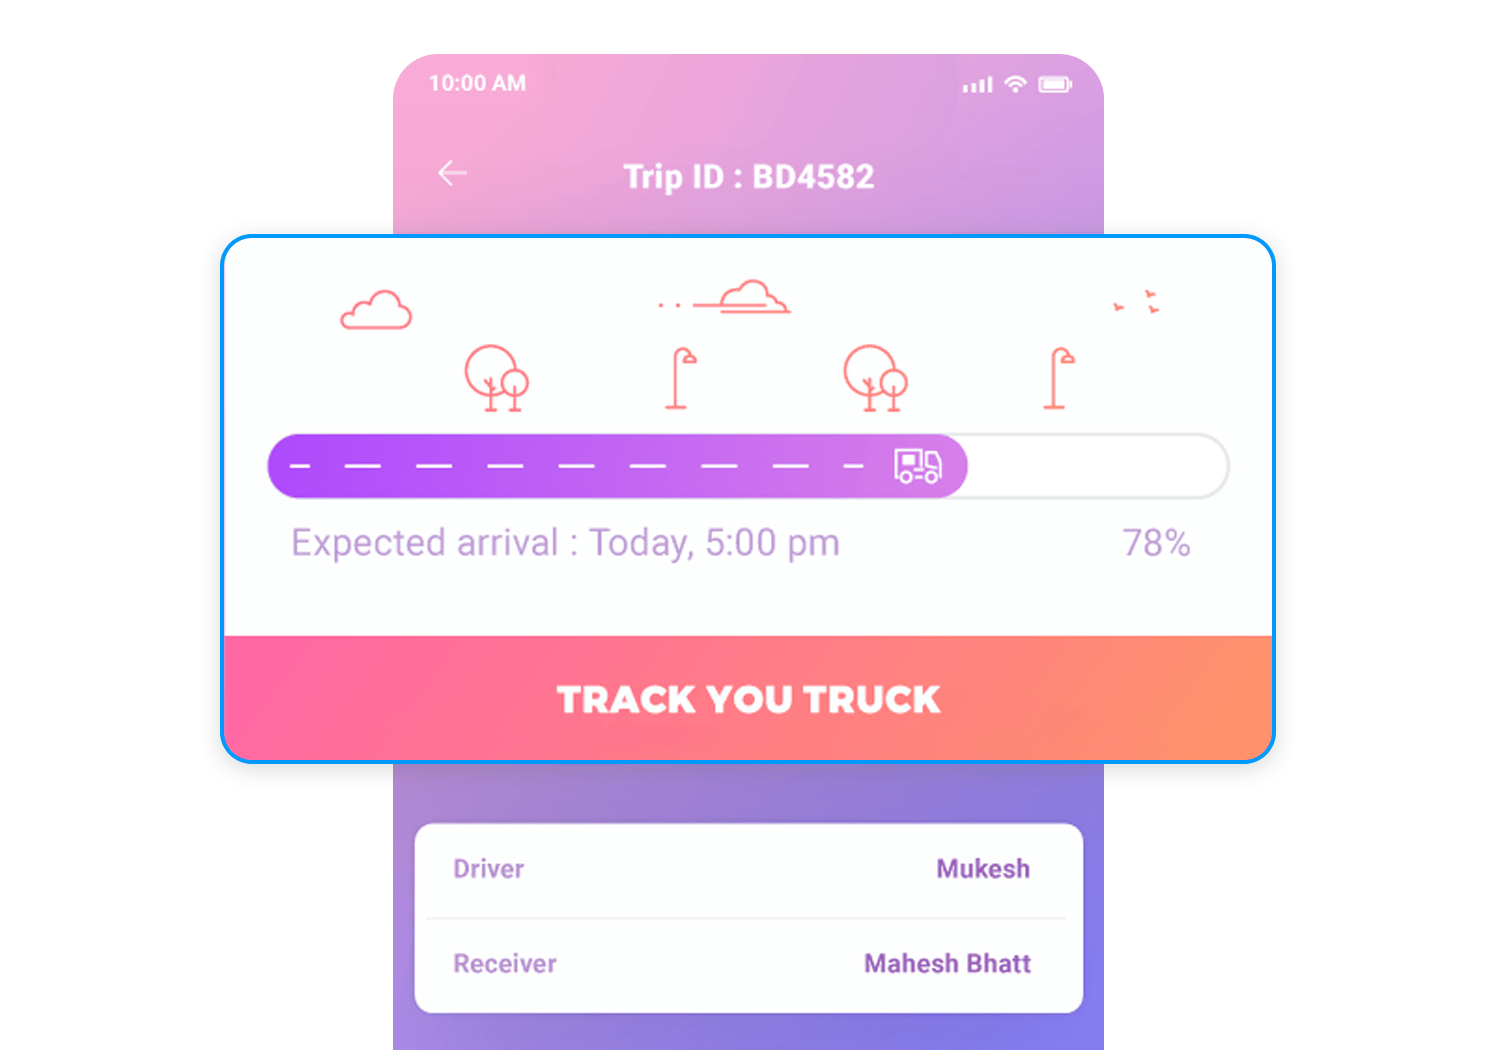 10:00 AM
Trip ID : BD4582
Expected arrival : Today, 5:00 pm 78%
TRACK YOU TRUCK
Driver Mukesh
Receiver Mahesh Bhatt